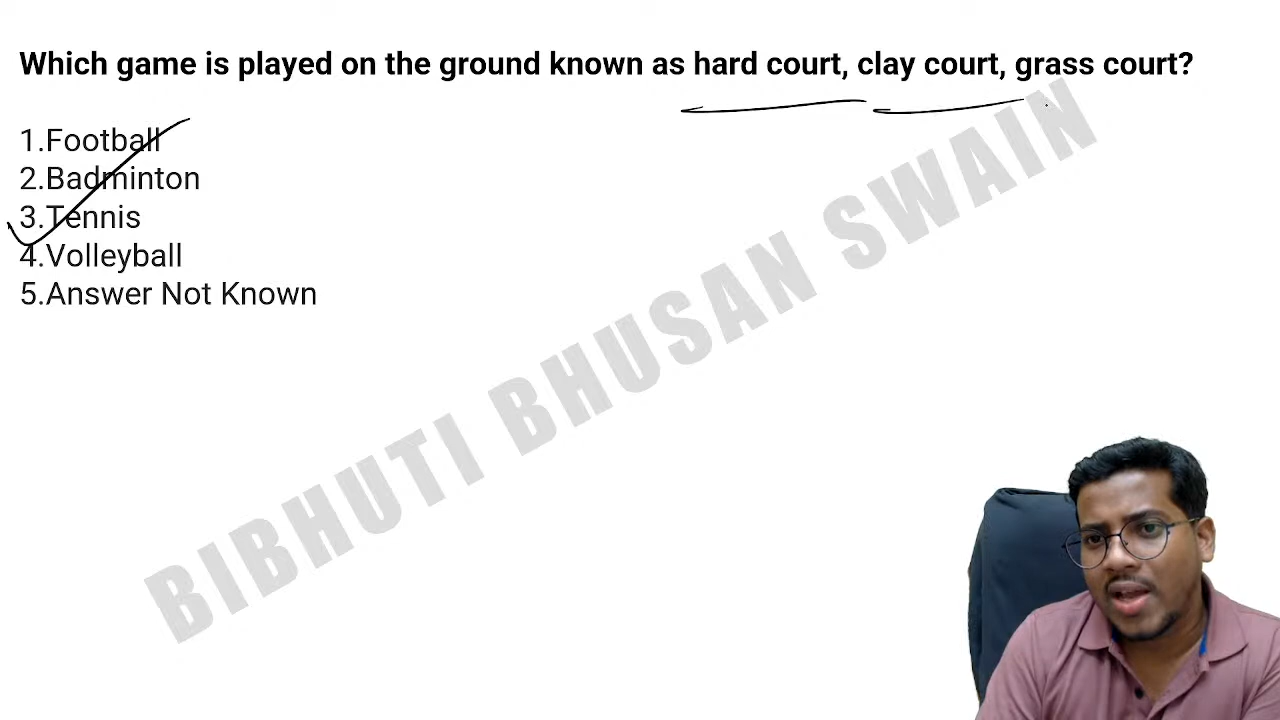 Which game is played on the ground known as hard court, clay court, grass court?
1.Football
2.Badminton
3.Tennis
4.Volleyball
5.Answer Not Known
BIBHUTI BHUSAN SWAIN